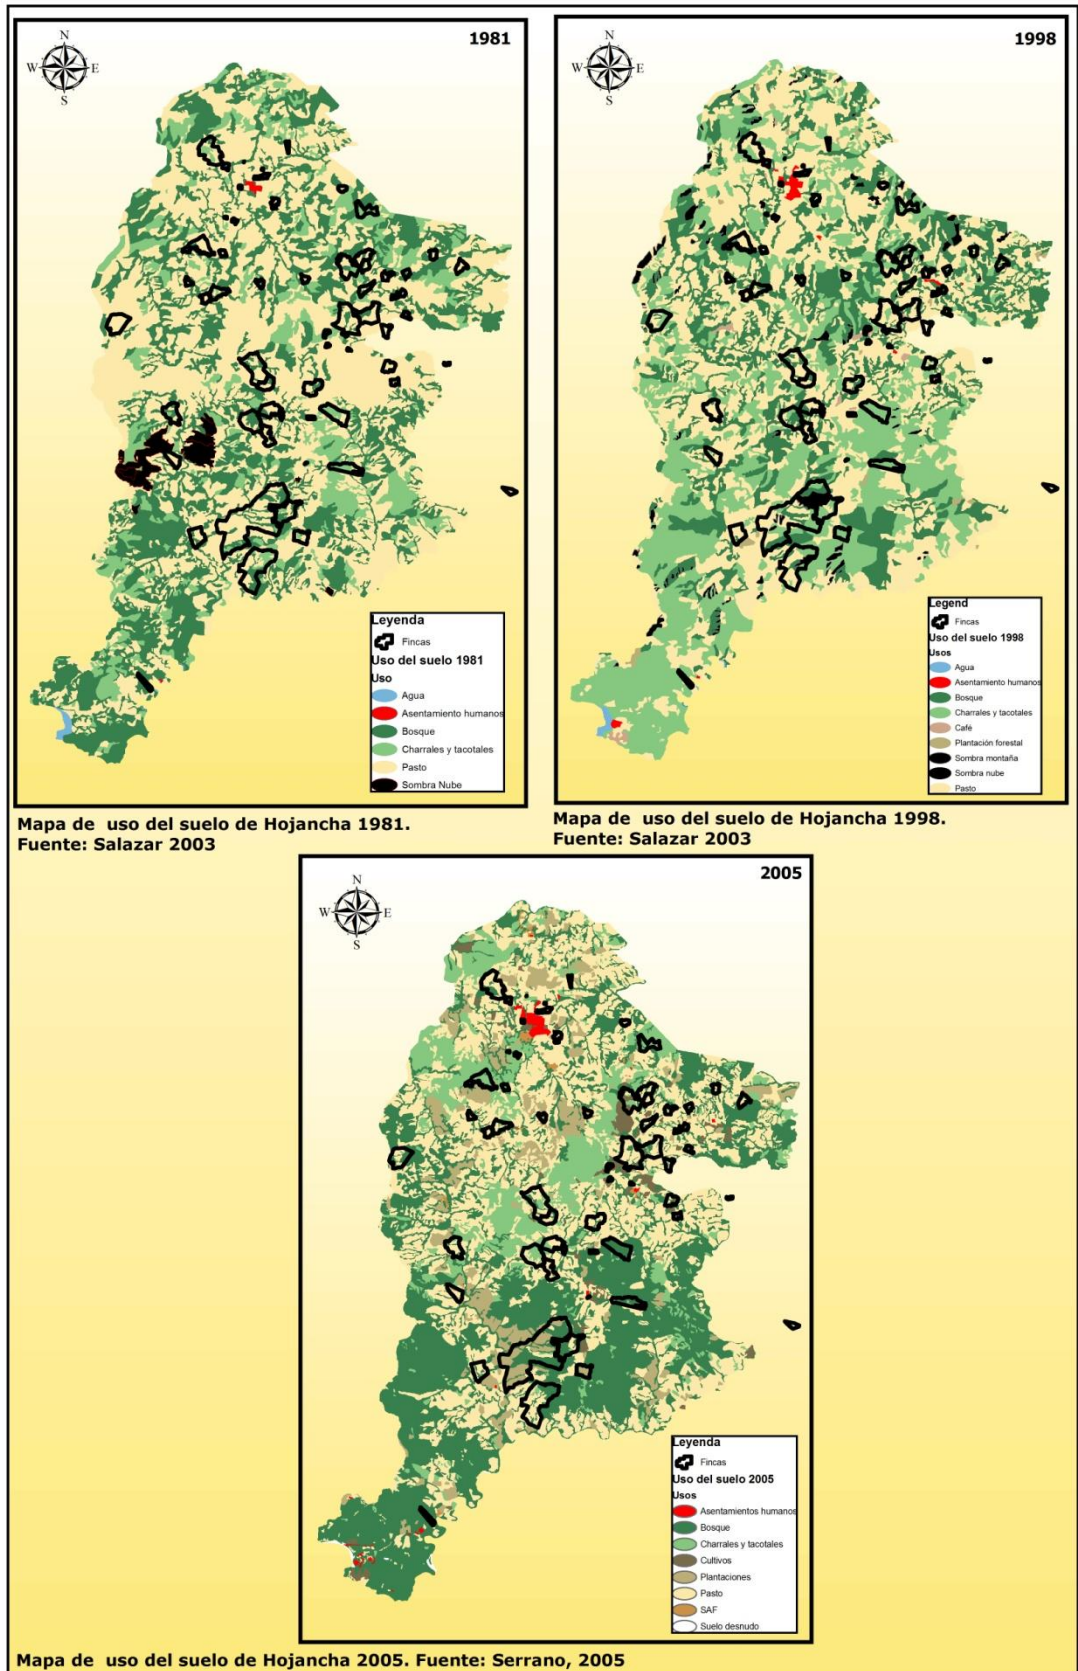 1981
N
W E
S
Leyenda
Fincas
Uso del suelo 1981
Uso
Agua
Asentamiento humanos
Bosque
Charrales y tacotales
Pasto
Sombra Nube
Mapa de uso del suelo de Hojancha 1981.
Fuente: Salazar 2003
1998
N
W E
S
Legend
Fincas
Uso del suelo 1998
Usos
Agua
Asentamiento humanos
Bosque
Charrales y tacotales
Café
Plantación forestal
Sombra montaña
Sombra nube
Pasto
Mapa de uso del suelo de Hojancha 1998.
Fuente: Salazar 2003
2005
N
W E
S
Leyenda
Fincas
Uso del suelo 2005
Usos
Asentamientos humanos
Bosque
Charrales y tacotales
Cultivos
Plantaciones
Pasto
SAF
Suelo desnudo
Mapa de uso del suelo de Hojancha 2005. Fuente: Serrano, 2005